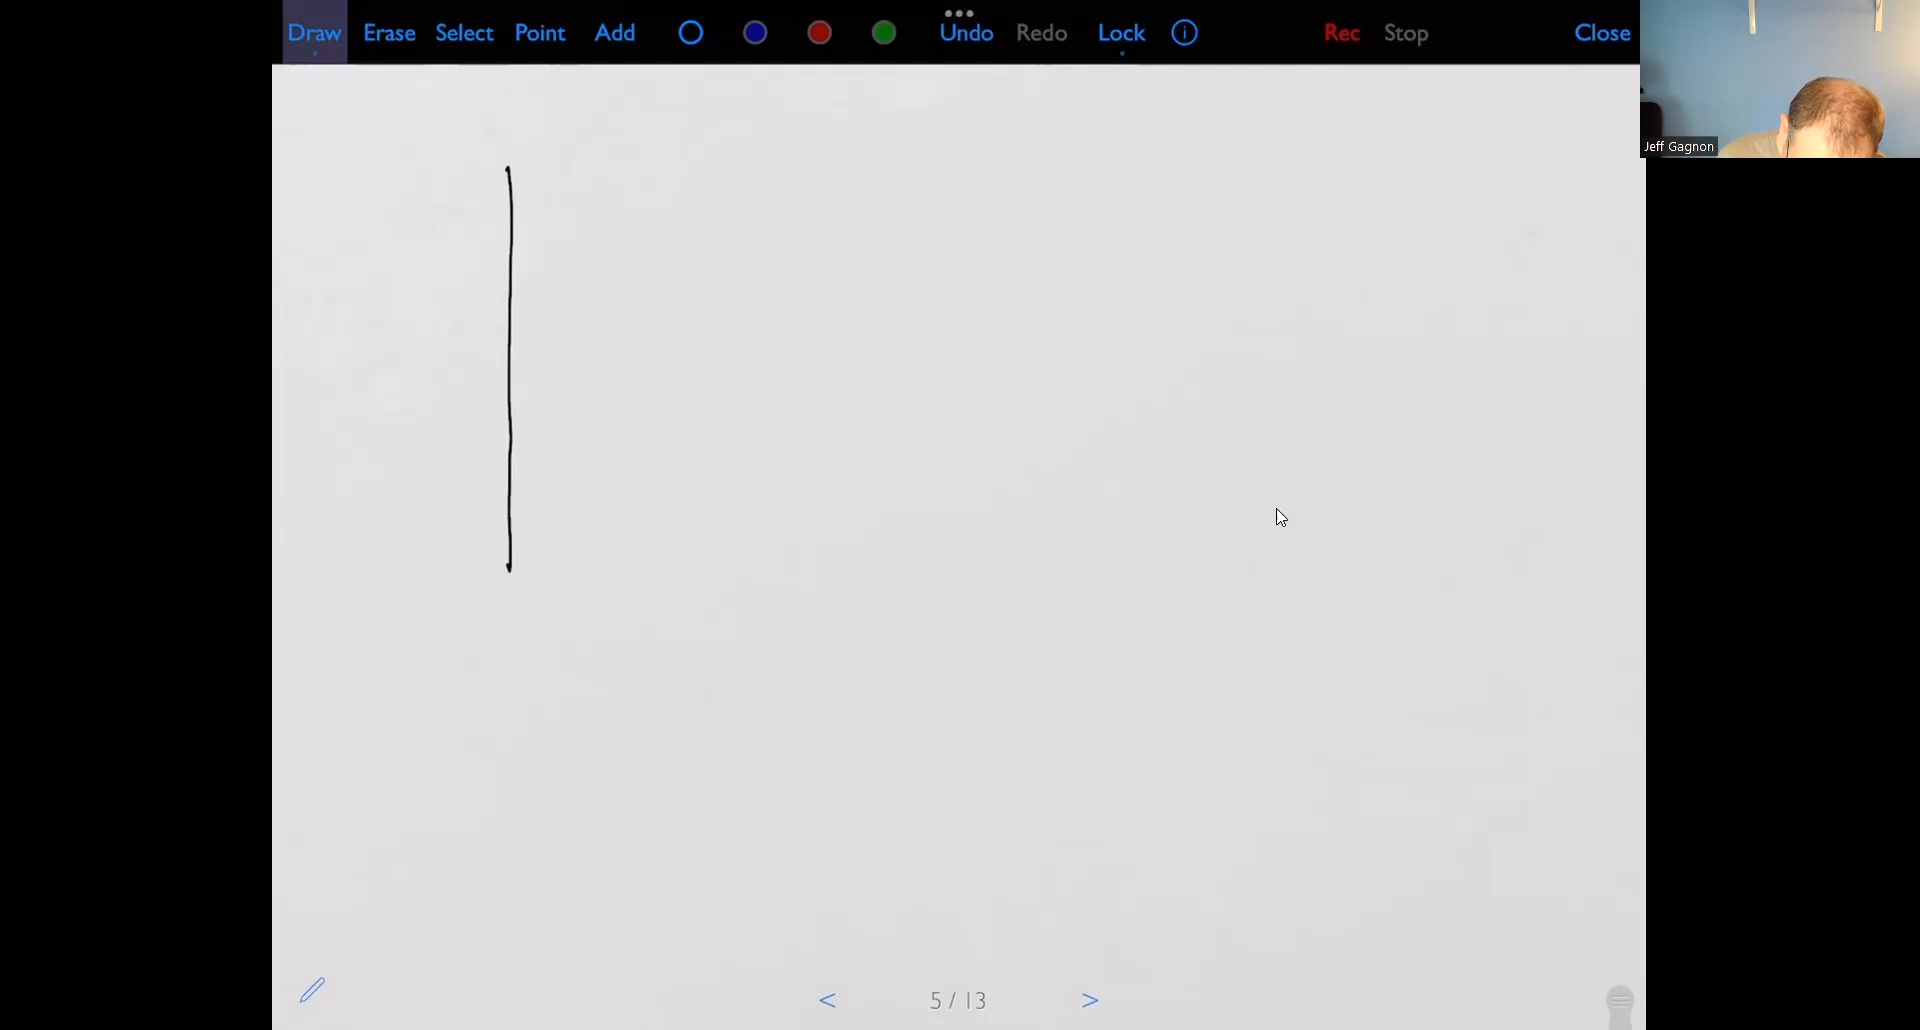 Draw Erase Select Point Add Undo Redo Lock Rec Stop Close
Jeff Gagnon
< 5 / 13 >